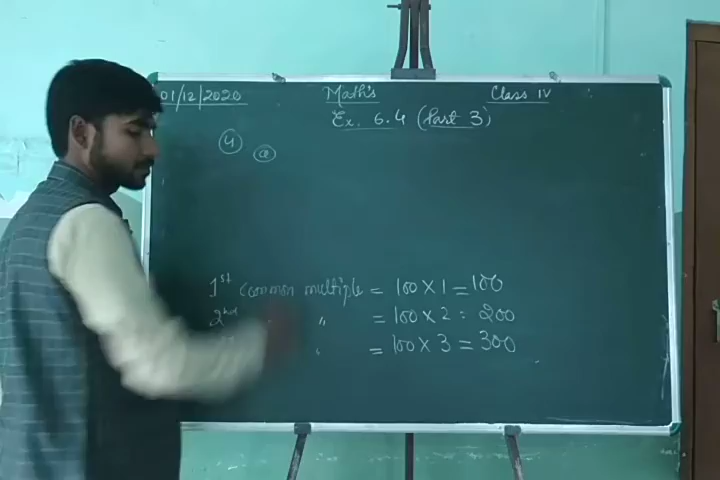 01/12/2020 Math's Class IV
Ex. 6.4 (Part 3)
4 a
1st common multiple = 100 × 1 = 100
2nd " = 100 × 2 = 200
" = 100 × 3 = 300